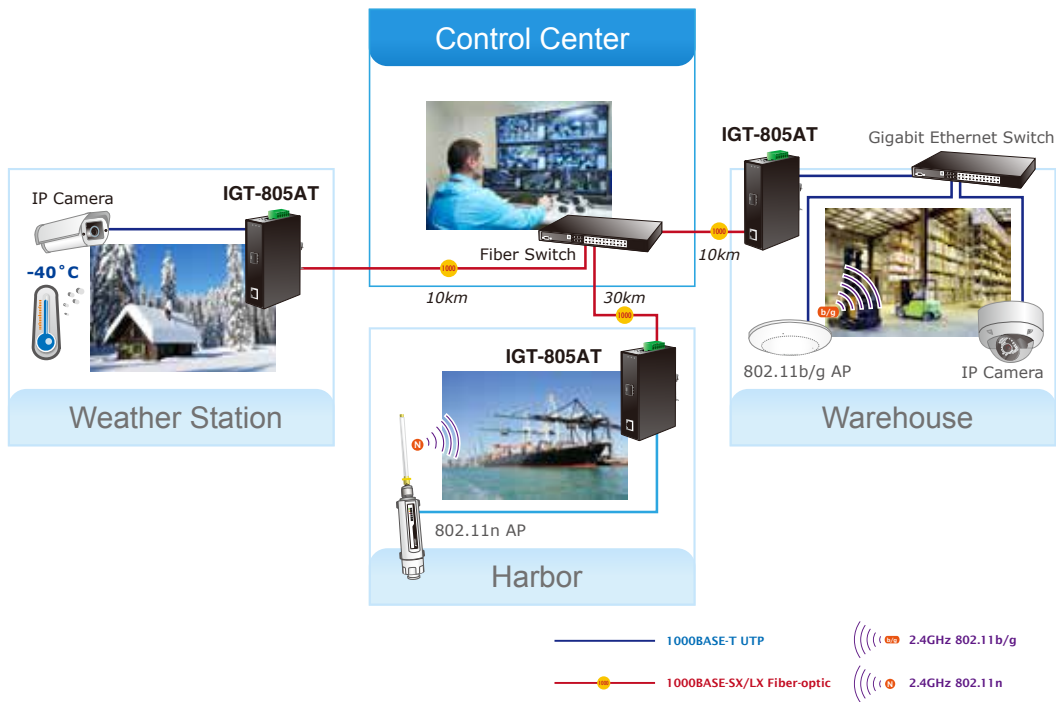 Control Center
IGT-805AT
Gigabit Ethernet Switch
IP Camera
IGT-805AT
-40°C
Fiber Switch
1000
10km
1000
10km
30km
1000
IGT-805AT
b/g
802.11b/g AP
IP Camera
Weather Station
Warehouse
N
802.11n AP
Harbor
1000BASE-T UTP
b/g
2.4GHz 802.11b/g
1000
1000BASE-SX/LX Fiber-optic
N
2.4GHz 802.11n